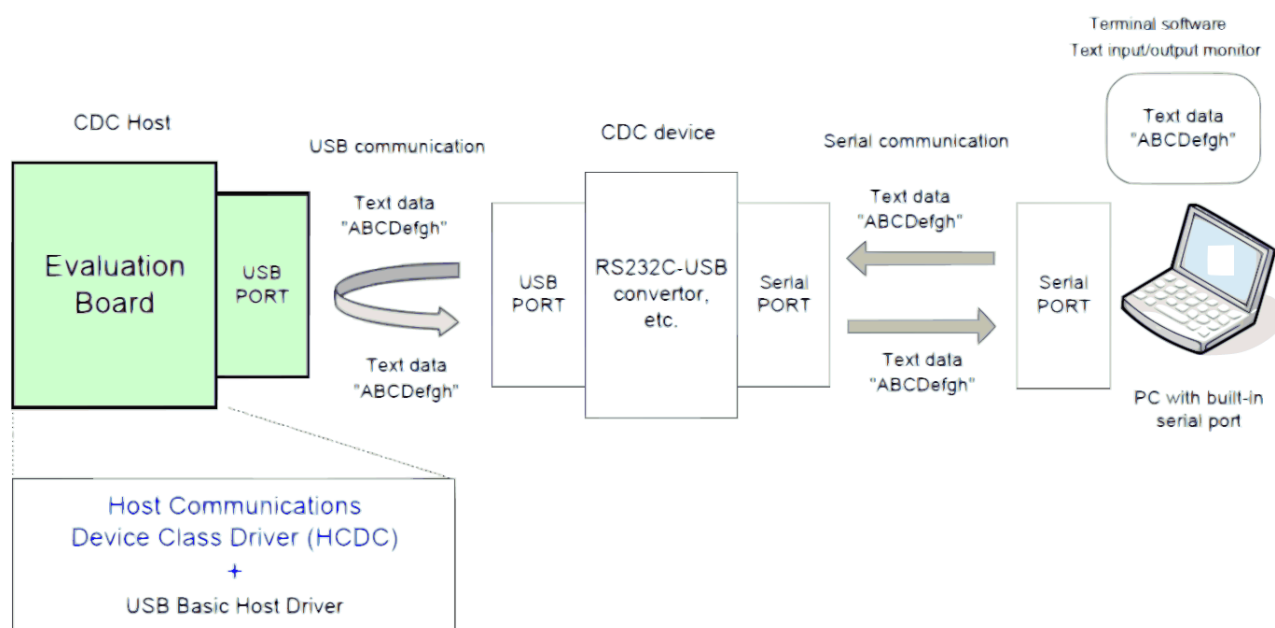 Terminal software
Text input/output monitor
Text data
"ABCDefgh"
CDC Host
USB communication
CDC device
Serial communication
Text data
"ABCDefgh"
Text data
"ABCDefgh"
Evaluation
Board
USB
PORT
USB
PORT
RS232C-USB
convertor,
etc.
Serial
PORT
Serial
PORT
Text data
"ABCDefgh"
Text data
"ABCDefgh"
PC with built-in
serial port
Host Communications
Device Class Driver (HCDC)
+
USB Basic Host Driver